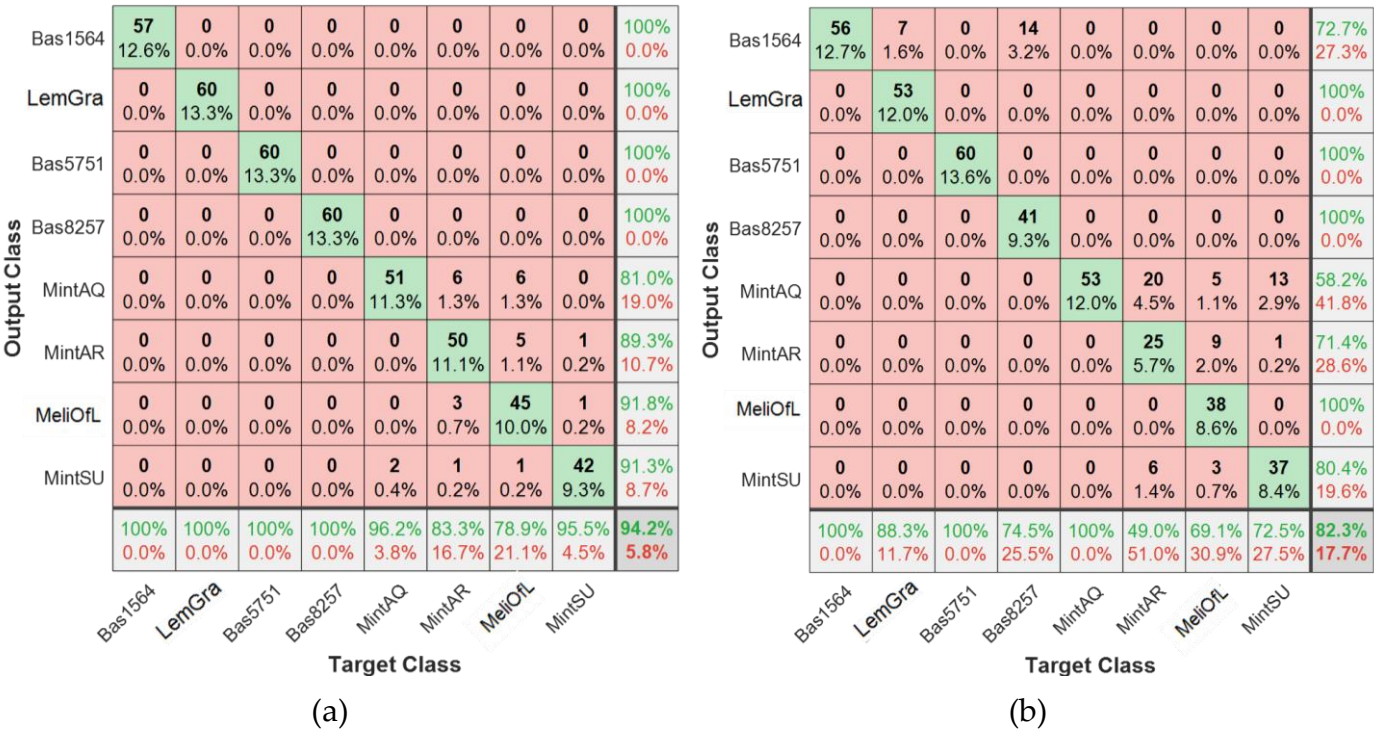 Output Class
Bas1564 57 0 0 0 0 0 0 0 100%
12.6% 0.0% 0.0% 0.0% 0.0% 0.0% 0.0% 0.0% 0.0%
LemGra 0 60 0 0 0 0 0 0 100%
0.0% 13.3% 0.0% 0.0% 0.0% 0.0% 0.0% 0.0% 0.0%
Bas5751 0 0 60 0 0 0 0 0 100%
0.0% 0.0% 13.3% 0.0% 0.0% 0.0% 0.0% 0.0% 0.0%
Bas8257 0 0 0 60 0 0 0 0 100%
0.0% 0.0% 0.0% 13.3% 0.0% 0.0% 0.0% 0.0% 0.0%
MintAQ 0 0 0 0 51 6 6 0 81.0%
0.0% 0.0% 0.0% 0.0% 11.3% 1.3% 1.3% 0.0% 19.0%
MintAR 0 0 0 0 0 50 5 1 89.3%
0.0% 0.0% 0.0% 0.0% 0.0% 11.1% 1.1% 0.2% 10.7%
MeliOfL 0 0 0 0 0 3 45 1 91.8%
0.0% 0.0% 0.0% 0.0% 0.0% 0.7% 10.0% 0.2% 8.2%
MintSU 0 0 0 0 2 1 1 42 91.3%
0.0% 0.0% 0.0% 0.0% 0.4% 0.2% 0.2% 9.3% 8.7%
100% 100% 100% 100% 96.2% 83.3% 78.9% 95.5% 94.2%
0.0% 0.0% 0.0% 0.0% 3.8% 16.7% 21.1% 4.5% 5.8%
Bas1564 LemGra Bas5751 Bas8257 MintAQ MintAR MeliOfL MintSU
Target Class
(a)
Output Class
Bas1564 56 7 0 14 0 0 0 0 72.7%
12.7% 1.6% 0.0% 3.2% 0.0% 0.0% 0.0% 0.0% 27.3%
LemGra 0 53 0 0 0 0 0 0 100%
0.0% 12.0% 0.0% 0.0% 0.0% 0.0% 0.0% 0.0% 0.0%
Bas5751 0 0 60 0 0 0 0 0 100%
0.0% 0.0% 13.6% 0.0% 0.0% 0.0% 0.0% 0.0% 0.0%
Bas8257 0 0 0 41 0 0 0 0 100%
0.0% 0.0% 0.0% 9.3% 0.0% 0.0% 0.0% 0.0% 0.0%
MintAQ 0 0 0 0 53 20 5 13 58.2%
0.0% 0.0% 0.0% 0.0% 12.0% 4.5% 1.1% 2.9% 41.8%
MintAR 0 0 0 0 0 25 9 1 71.4%
0.0% 0.0% 0.0% 0.0% 0.0% 5.7% 2.0% 0.2% 28.6%
MeliOfL 0 0 0 0 0 0 38 0 100%
0.0% 0.0% 0.0% 0.0% 0.0% 0.0% 8.6% 0.0% 0.0%
MintSU 0 0 0 0 0 6 3 37 80.4%
0.0% 0.0% 0.0% 0.0% 0.0% 1.4% 0.7% 8.4% 19.6%
100% 88.3% 100% 74.5% 100% 49.0% 69.1% 72.5% 82.3%
0.0% 11.7% 0.0% 25.5% 0.0% 51.0% 30.9% 27.5% 17.7%
Bas1564 LemGra Bas5751 Bas8257 MintAQ MintAR MeliOfL MintSU
Target Class
(b)